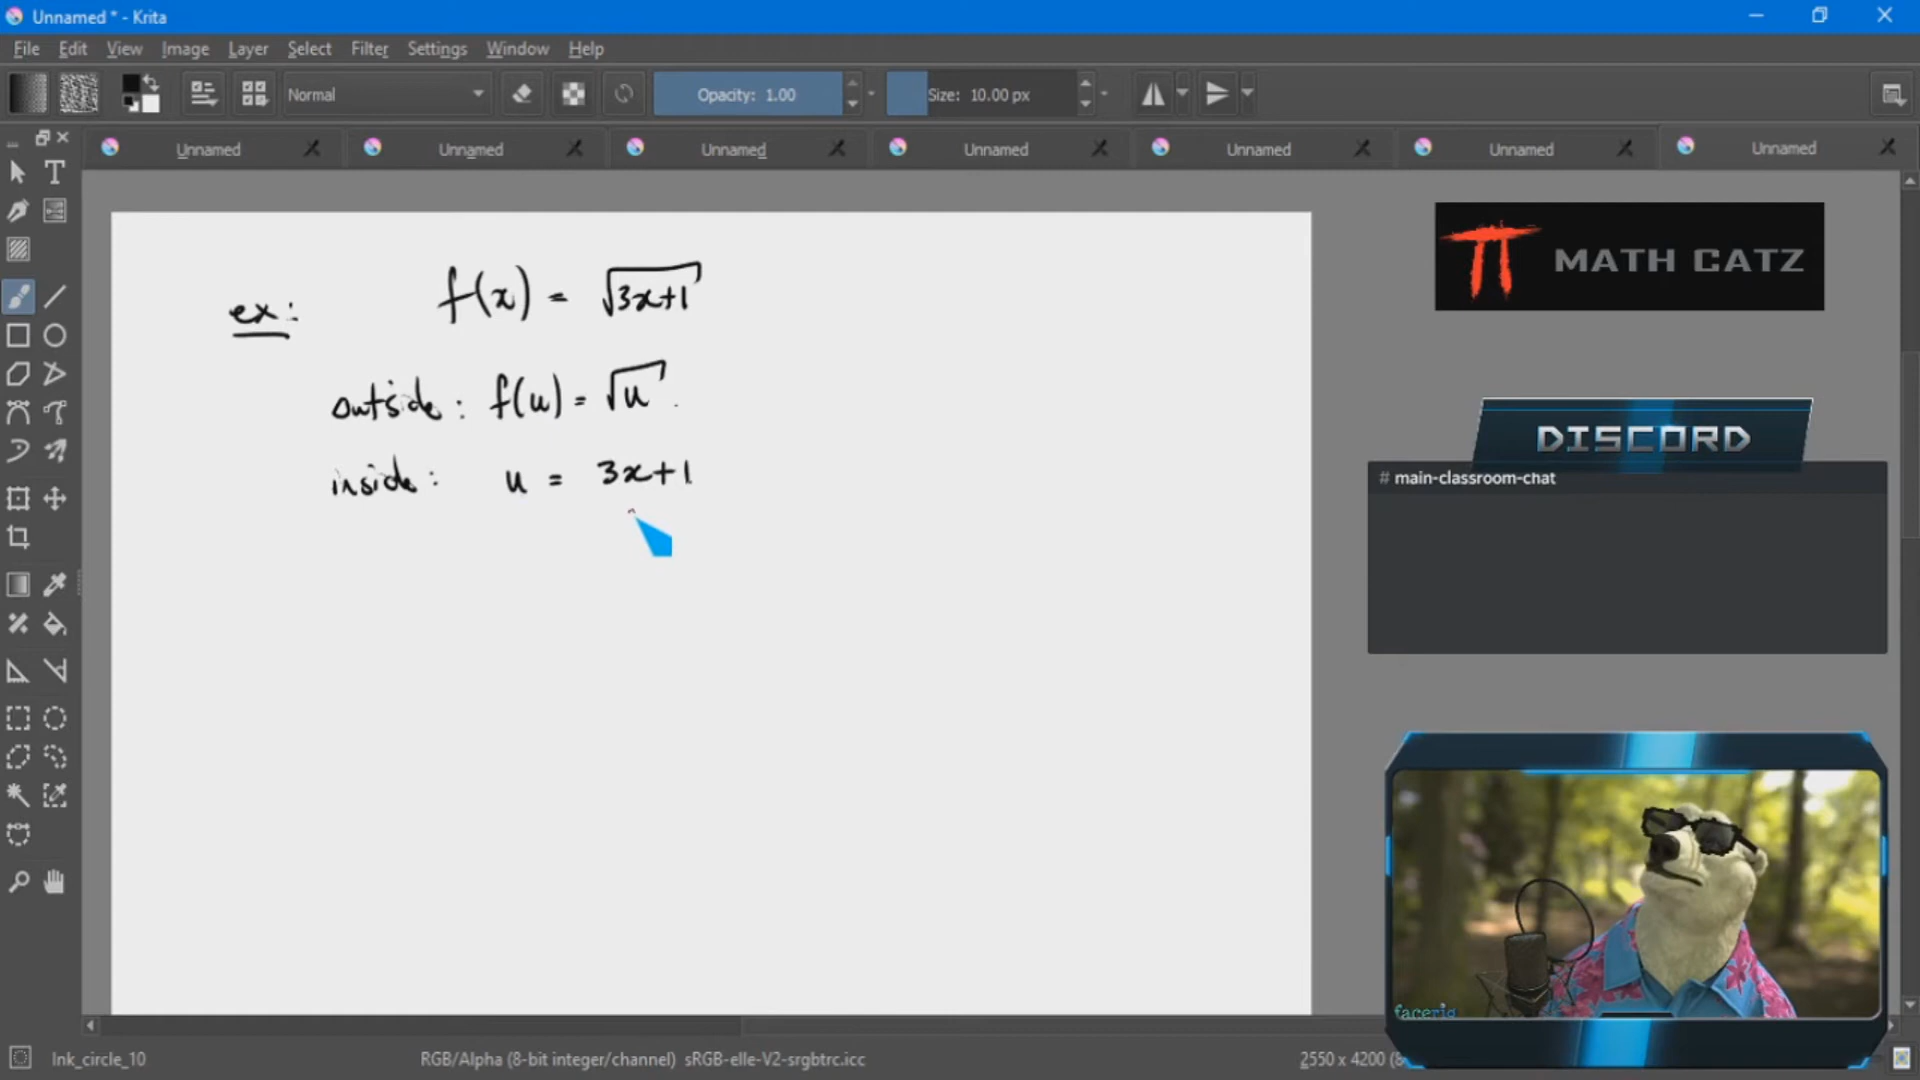 Unnamed * - Krita
File Edit View Image Layer Select Filter Settings Window Help
Normal Opacity: 1.00 Size: 10.00 px
Unnamed Unnamed Unnamed Unnamed Unnamed Unnamed Unnamed
ex: f(x) = √3x+1
outside: f(u) = √u
inside: u = 3x+1
MATH CATZ
DISCORD
# main-classroom-chat
facerig
Ink_circle_10 RGB/Alpha (8-bit integer/channel) sRGB-elle-V2-srgbtrc.icc 2550 x 4200 (8